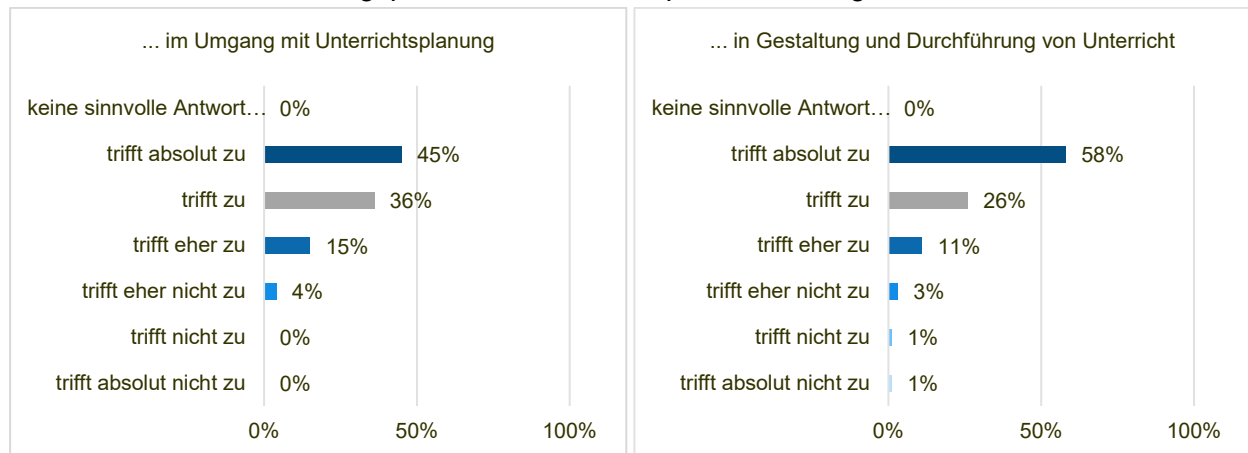 ... im Umgang mit Unterrichtsplanung
keine sinnvolle Antwort… 0%
trifft absolut zu 45%
trifft zu 36%
trifft eher zu 15%
trifft eher nicht zu 4%
trifft nicht zu 0%
trifft absolut nicht zu 0%
0% 50% 100%
... in Gestaltung und Durchführung von Unterricht
keine sinnvolle Antwort… 0%
trifft absolut zu 58%
trifft zu 26%
trifft eher zu 11%
trifft eher nicht zu 3%
trifft nicht zu 1%
trifft absolut nicht zu 1%
0% 50% 100%